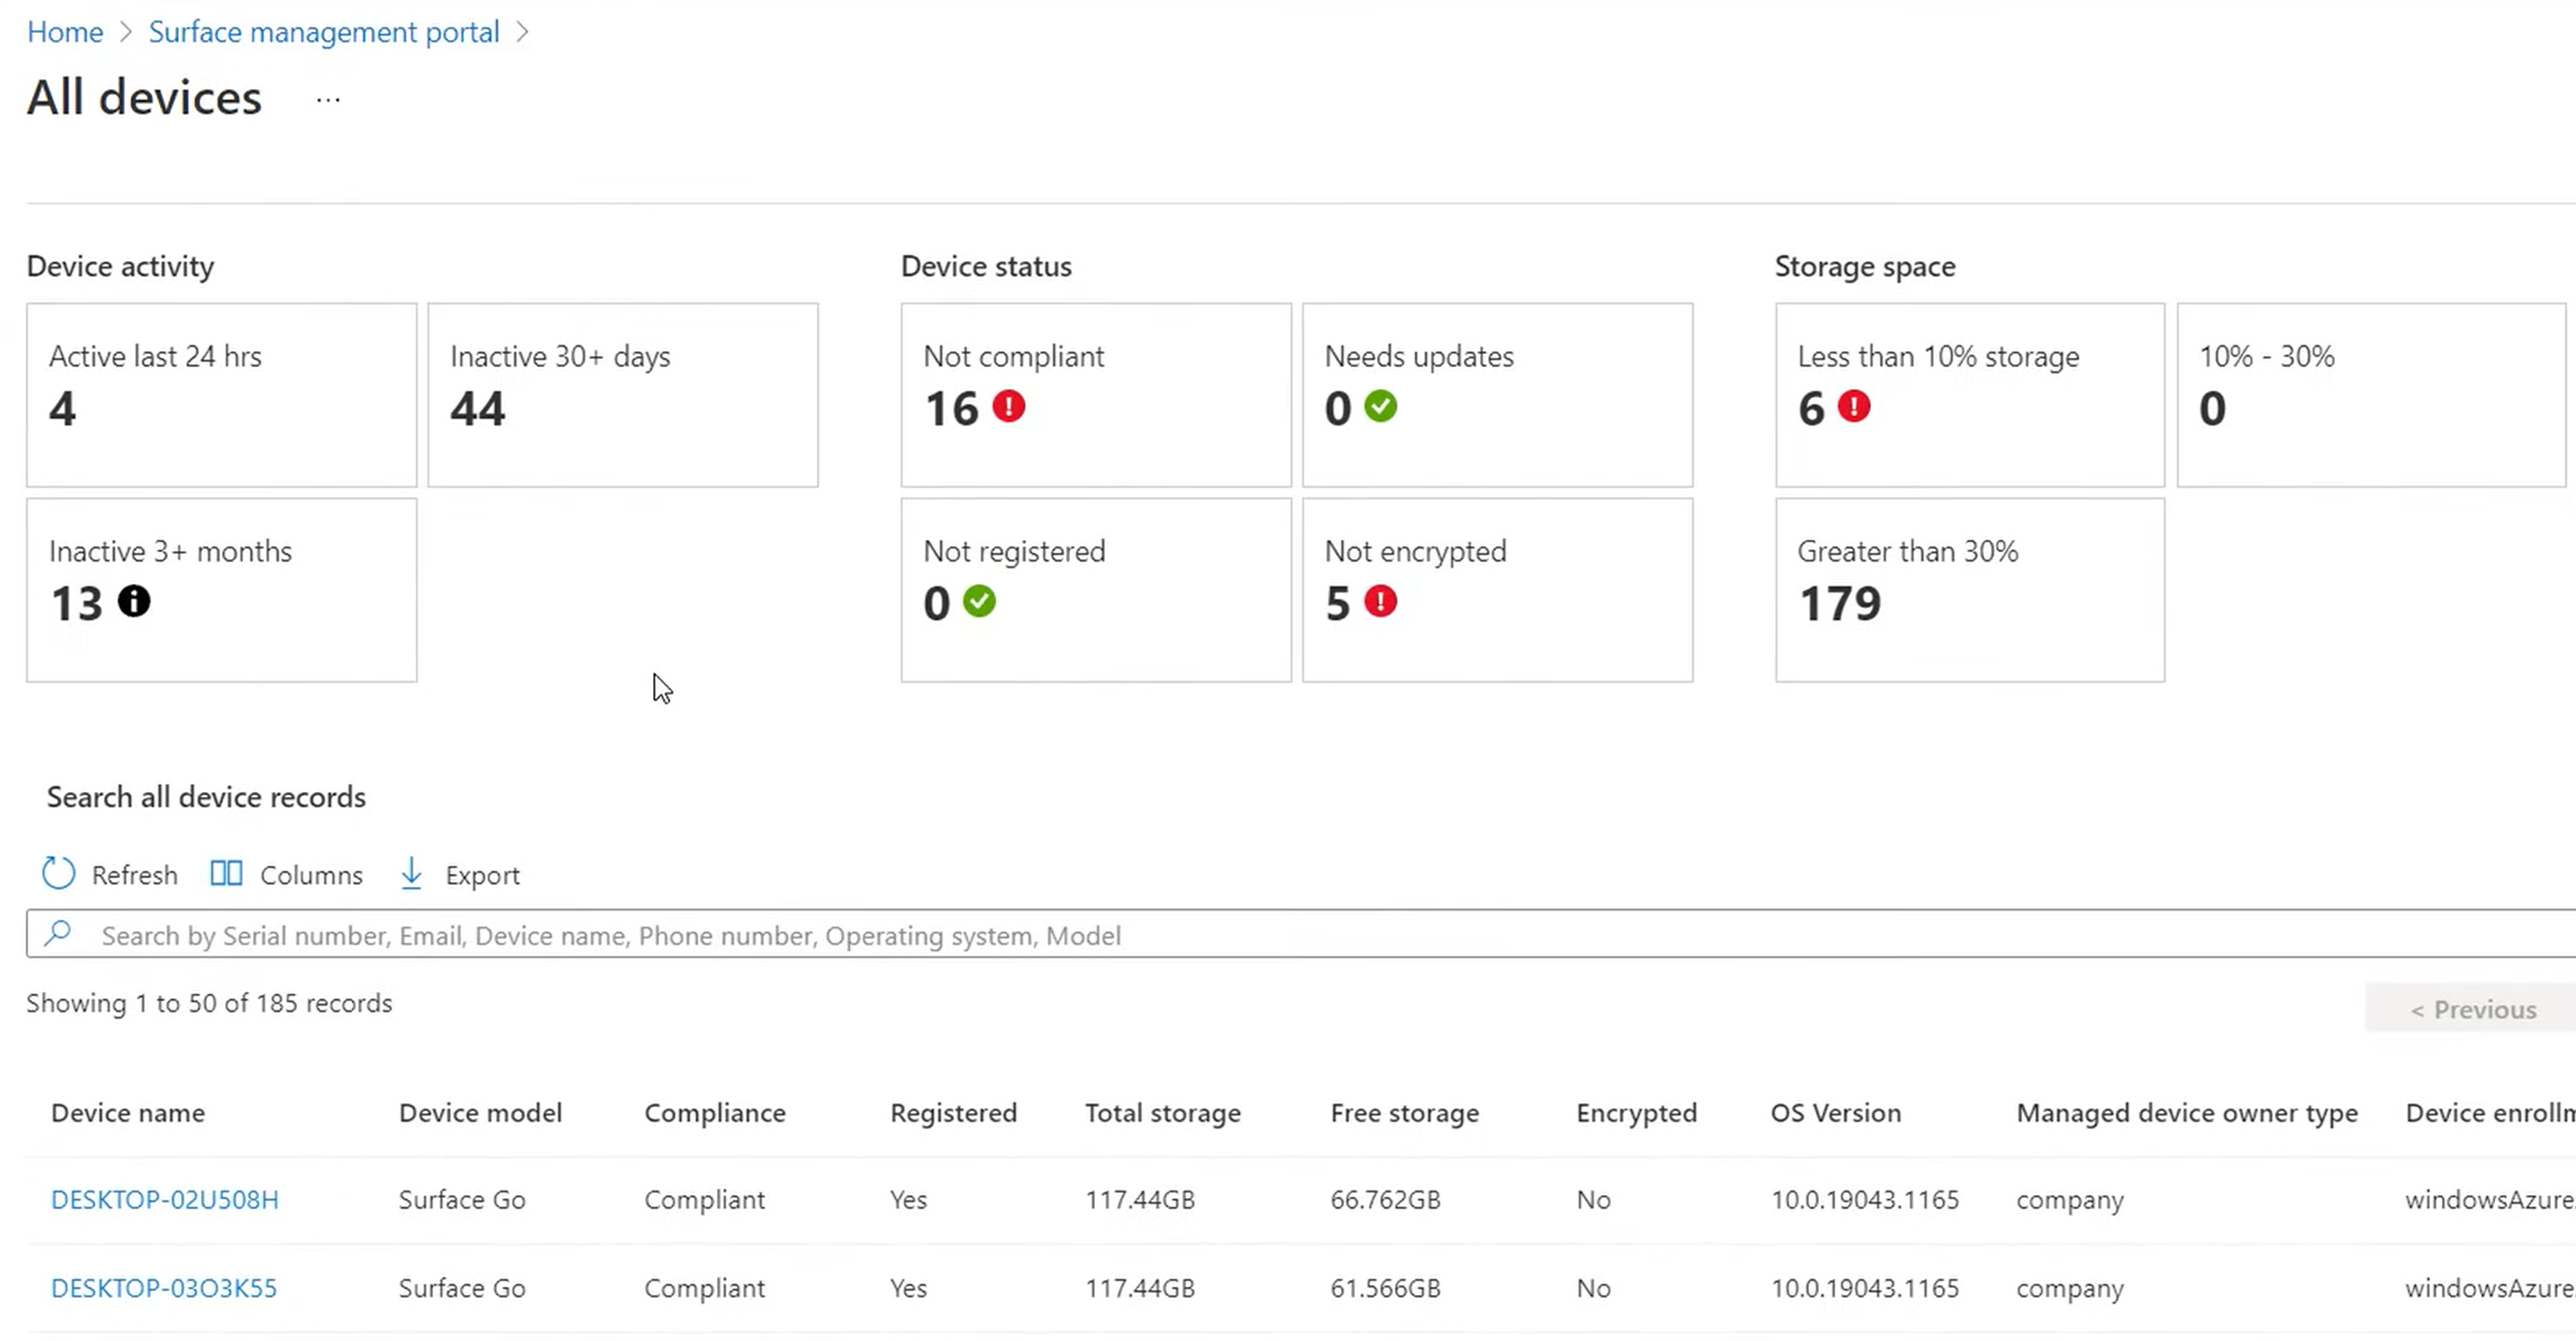 Home > Surface management portal >
All devices ...
Device activity
Active last 24 hrs
4
Inactive 30+ days
44
Inactive 3+ months
13
Device status
Not compliant
16
Needs updates
0
Not registered
0
Not encrypted
5
Storage space
Less than 10% storage
6
10% - 30%
0
Greater than 30%
179
Search all device records
Refresh Columns Export
Search by Serial number, Email, Device name, Phone number, Operating system, Model
Showing 1 to 50 of 185 records
< Previous
Device name Device model Compliance Registered Total storage Free storage Encrypted OS Version Managed device owner type Device enrollm
DESKTOP-02U508H Surface Go Compliant Yes 117.44GB 66.762GB No 10.0.19043.1165 company windowsAzure
DESKTOP-03O3K55 Surface Go Compliant Yes 117.44GB 61.566GB No 10.0.19043.1165 company windowsAzure